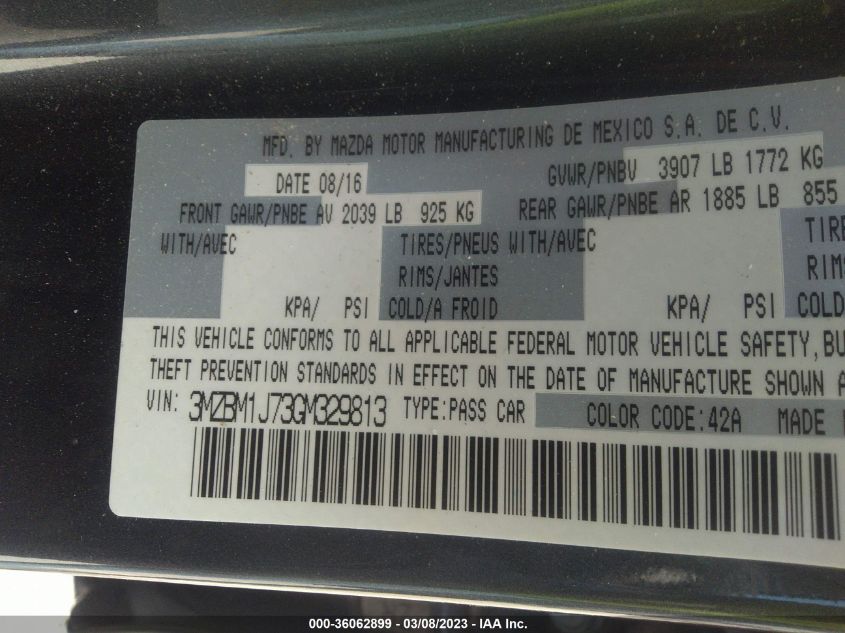 MFD. BY MAZDA MOTOR MANUFACTURING DE MEXICO S.A. DE C.V.
DATE 08/16 GVWR/PNBV 3907 LB 1772 KG
FRONT GAWR/PNBE AV 2039 LB 925 KG REAR GAWR/PNBE AR 1885 LB 855
WITH/AVEC TIRES/PNEUS WITH/AVEC
RIMS/JANTES
KPA/ PSI COLD/A FROID KPA/ PSI COLD/A
THIS VEHICLE CONFORMS TO ALL APPLICABLE FEDERAL MOTOR VEHICLE SAFETY,
THEFT PREVENTION STANDARDS IN EFFECT ON THE DATE OF MANUFACTURE SHOWN
VIN: 3MZBM1J73GM329813 TYPE:PASS CAR COLOR CODE:42A MADE
000-36062899 - 03/08/2023 - IAA Inc.